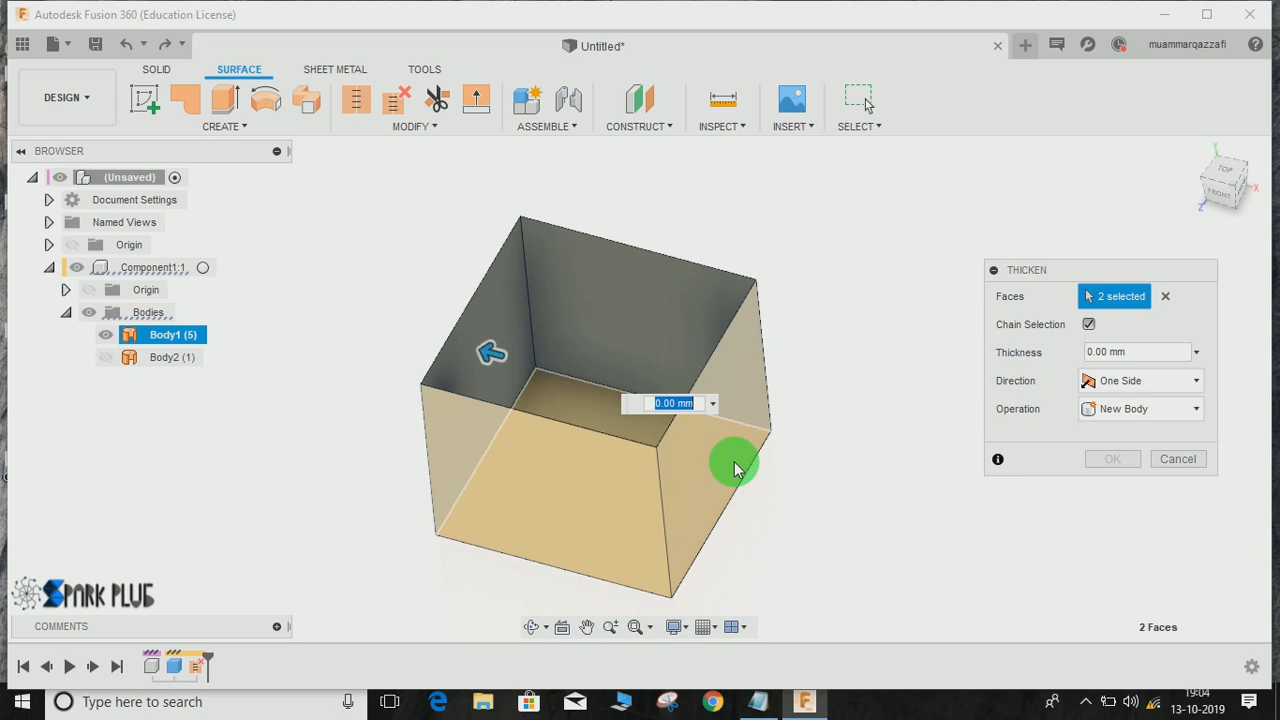 Autodesk Fusion 360 (Education License)
Untitled*
muammarqazzafi
DESIGN
SOLID
SURFACE
SHEET METAL
TOOLS
CREATE
MODIFY
ASSEMBLE
CONSTRUCT
INSPECT
INSERT
SELECT
BROWSER
(Unsaved)
Document Settings
Named Views
Origin
Component1:1
Origin
Bodies
Body1 (5)
Body2 (1)
TOP
FRONT
Y
X
Z
0.00 mm
THICKEN
Faces
2 selected
Chain Selection
Thickness
0.00 mm
Direction
One Side
Operation
New Body
OK
Cancel
SPARK PLUG
COMMENTS
2 Faces
Type here to search
19:04
13-10-2019